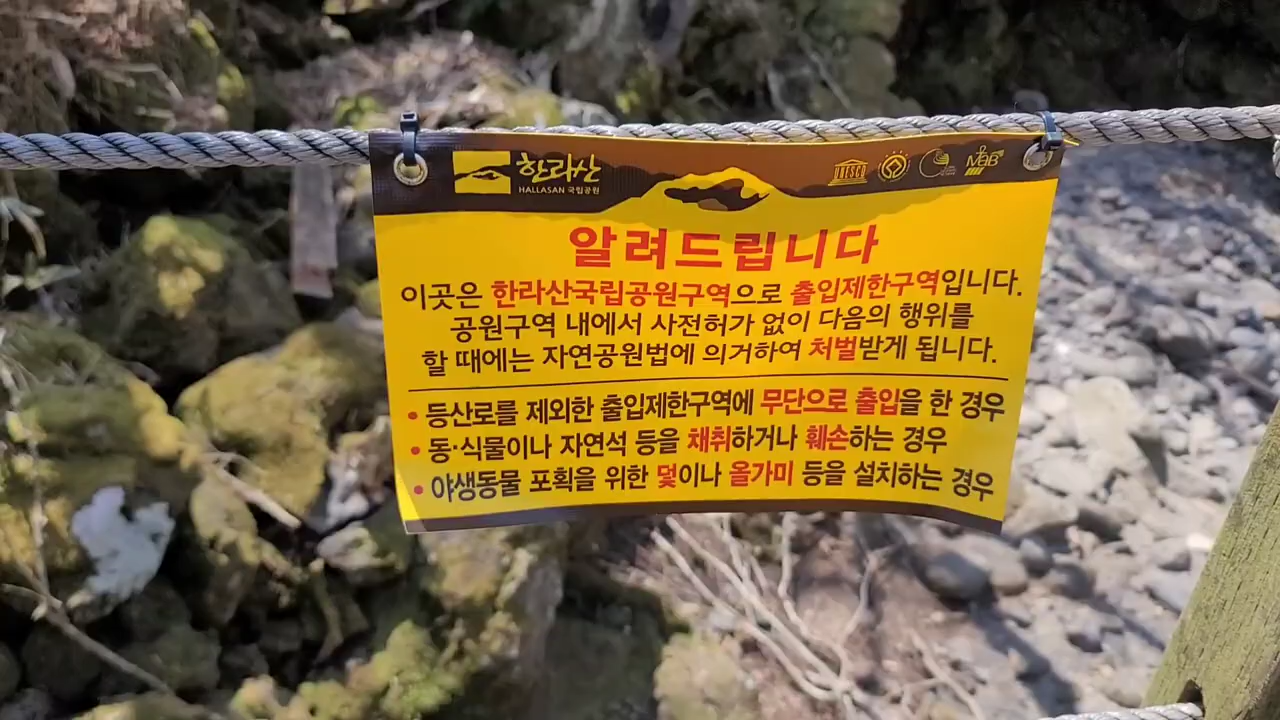 한라산
HALLASAN 국립공원
UNESCO
MAB
알려드립니다
이곳은 한라산국립공원구역으로 출입제한구역입니다.
공원구역 내에서 사전허가 없이 다음의 행위를
할 때에는 자연공원법에 의거하여 처벌받게 됩니다.
• 등산로를 제외한 출입제한구역에 무단으로 출입을 한 경우
• 동·식물이나 자연석 등을 채취하거나 훼손하는 경우
• 야생동물 포획을 위한 덫이나 올가미 등을 설치하는 경우